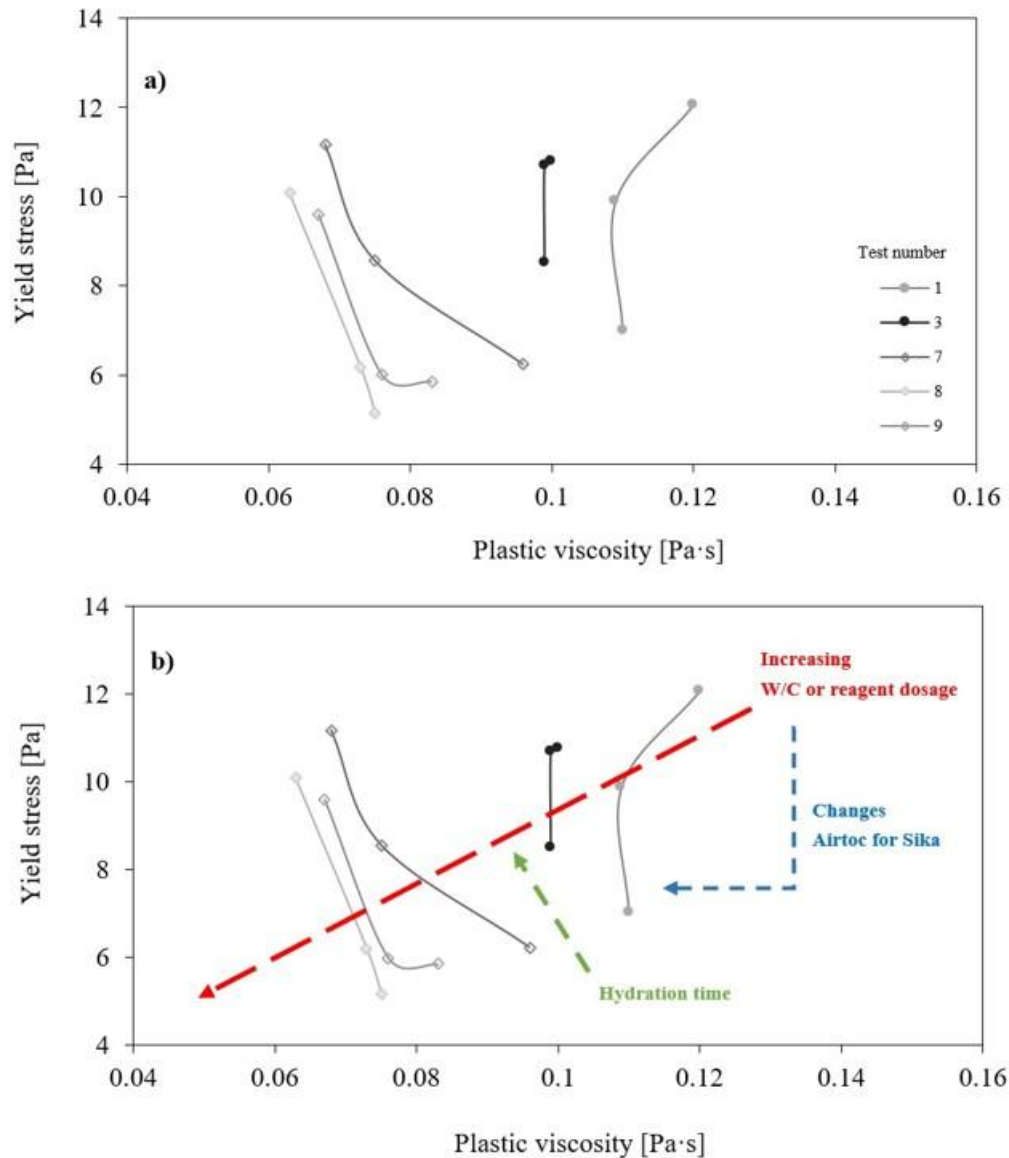 14
12
10
8
6
4
Yield stress [Pa]
a)
Test number
1
3
7
8
9
0.04 0.06 0.08 0.1 0.12 0.14 0.16
Plastic viscosity [Pa·s]
14
12
10
8
6
4
Yield stress [Pa]
b)
Increasing
W/C or reagent dosage
Changes
Airtoc for Sika
Hydration time
0.04 0.06 0.08 0.1 0.12 0.14 0.16
Plastic viscosity [Pa·s]